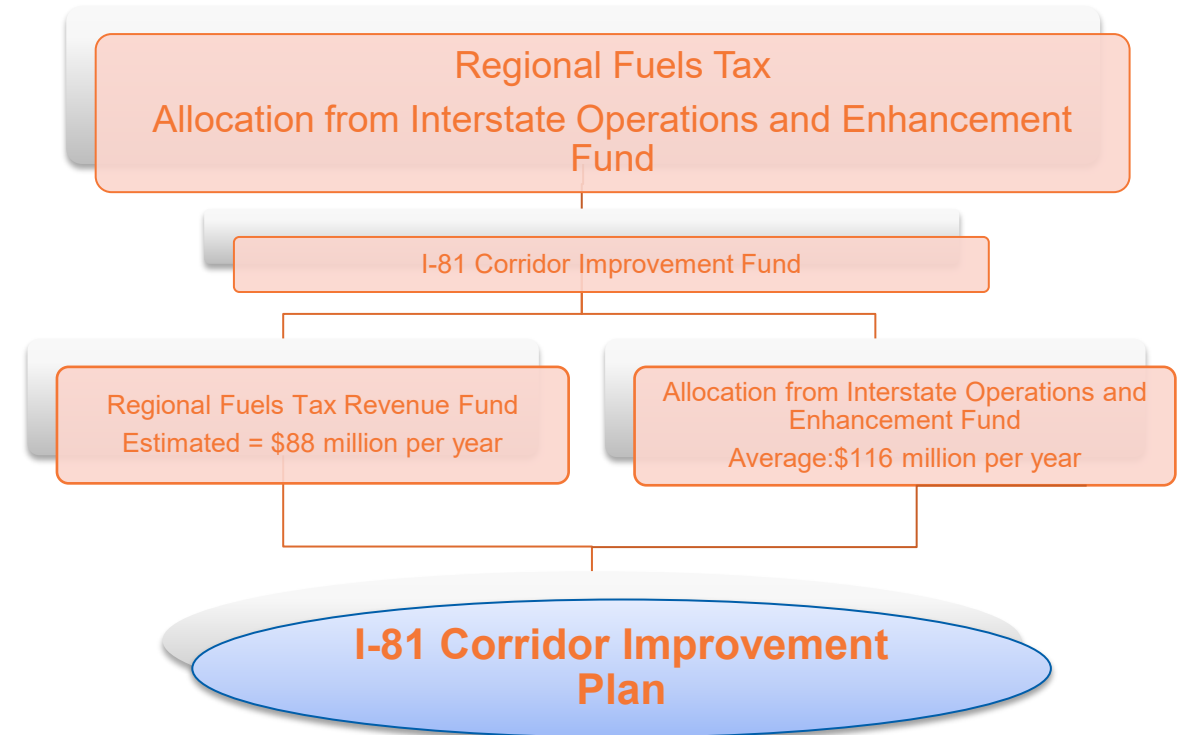 Regional Fuels Tax
Allocation from Interstate Operations and Enhancement
Fund
I-81 Corridor Improvement Fund
Regional Fuels Tax Revenue Fund
Estimated = $88 million per year
Allocation from Interstate Operations and
Enhancement Fund
Average:$116 million per year
I-81 Corridor Improvement
Plan